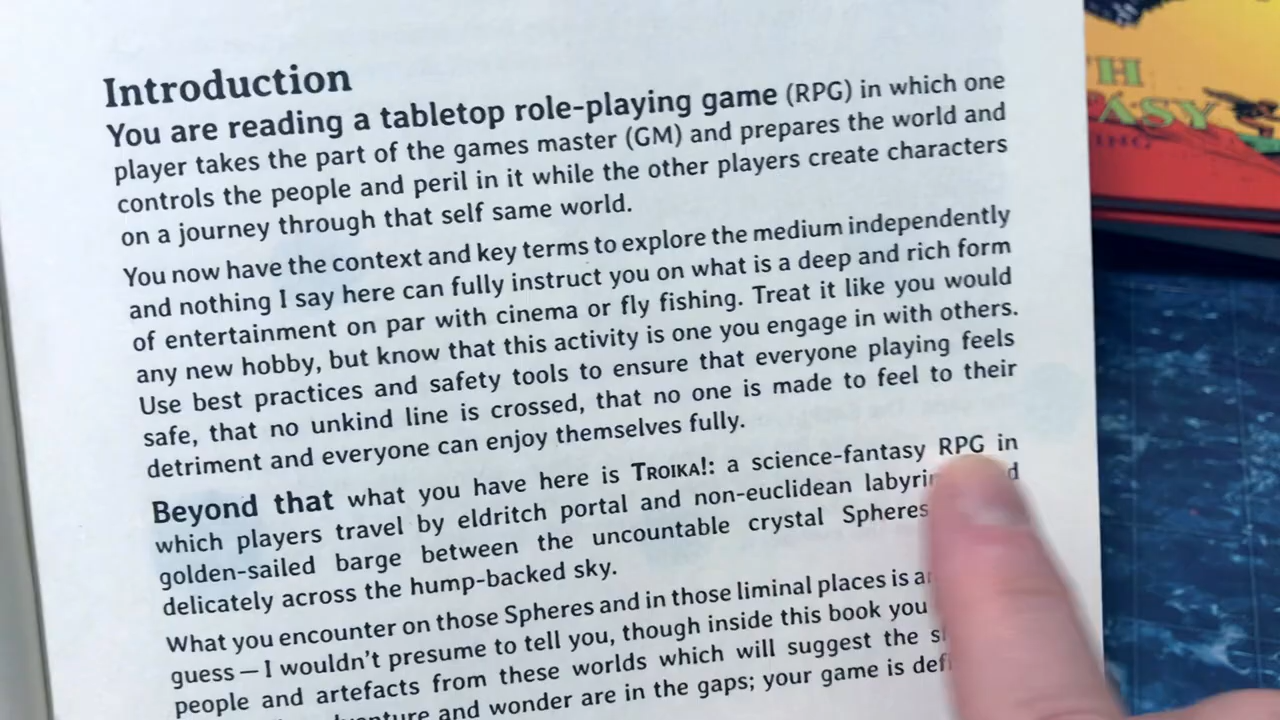 Introduction
You are reading a tabletop role-playing game (RPG) in which one
player takes the part of the games master (GM) and prepares the world and
controls the people and peril in it while the other players create characters
on a journey through that self same world.
You now have the context and key terms to explore the medium independently
and nothing I say here can fully instruct you on what is a deep and rich form
of entertainment on par with cinema or fly fishing. Treat it like you would
any new hobby, but know that this activity is one you engage in with others.
Use best practices and safety tools to ensure that everyone playing feels
safe, that no unkind line is crossed, that no one is made to feel to their
detriment and everyone can enjoy themselves fully.
Beyond that what you have here is TROIKA!: a science-fantasy RPG in
which players travel by eldritch portal and non-euclidean
golden-sailed barge between the uncountable crystal Spheres
delicately across the hump-backed sky.
What you encounter on those Spheres and in those liminal places is
guess — I wouldn't presume to tell you, though inside this book you
people and artefacts from these worlds which will suggest the
and wonder are in the gaps; your game is